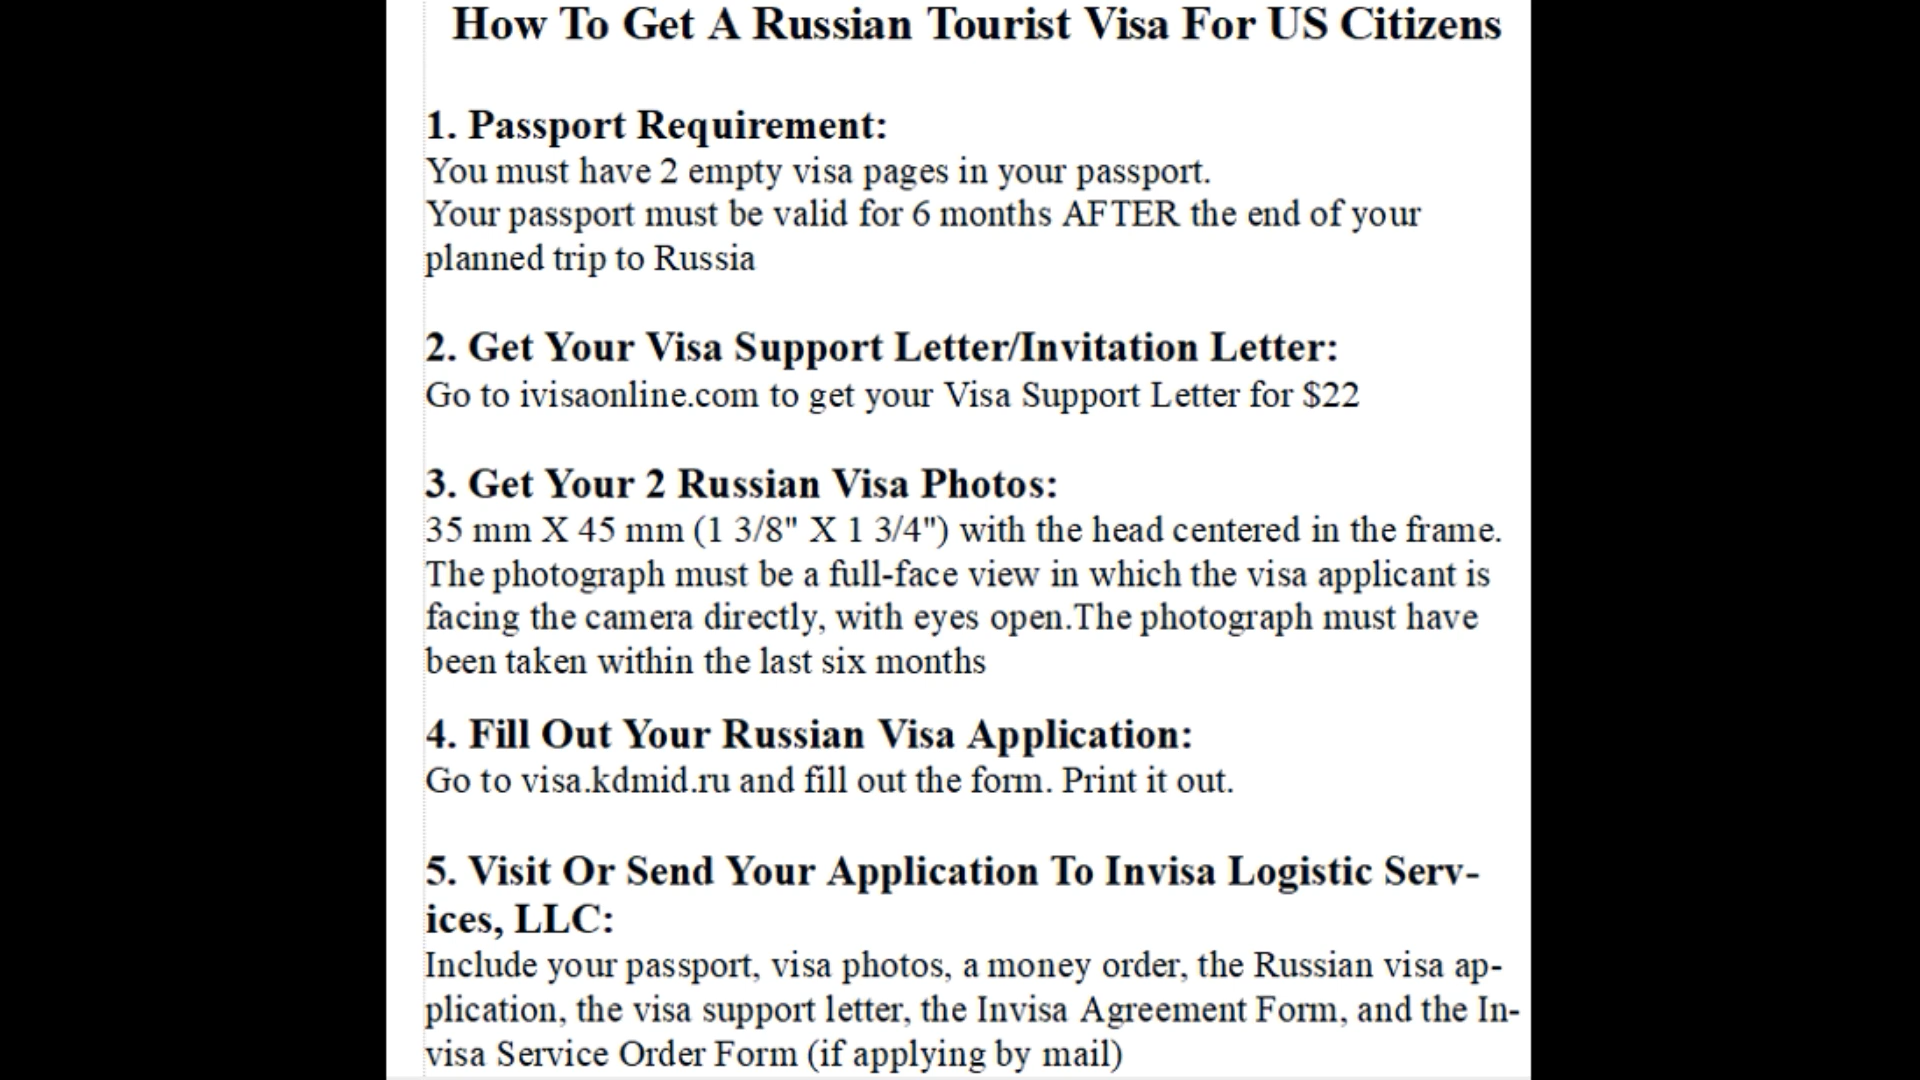 How To Get A Russian Tourist Visa For US Citizens
1. Passport Requirement:
You must have 2 empty visa pages in your passport.
Your passport must be valid for 6 months AFTER the end of your
planned trip to Russia
2. Get Your Visa Support Letter/Invitation Letter:
Go to ivisaonline.com to get your Visa Support Letter for $22
3. Get Your 2 Russian Visa Photos:
35 mm X 45 mm (1 3/8" X 1 3/4") with the head centered in the frame.
The photograph must be a full-face view in which the visa applicant is
facing the camera directly, with eyes open.The photograph must have
been taken within the last six months
4. Fill Out Your Russian Visa Application:
Go to visa.kdmid.ru and fill out the form. Print it out.
5. Visit Or Send Your Application To Invisa Logistic Serv-
ices, LLC:
Include your passport, visa photos, a money order, the Russian visa ap-
plication, the visa support letter, the Invisa Agreement Form, and the In-
visa Service Order Form (if applying by mail)